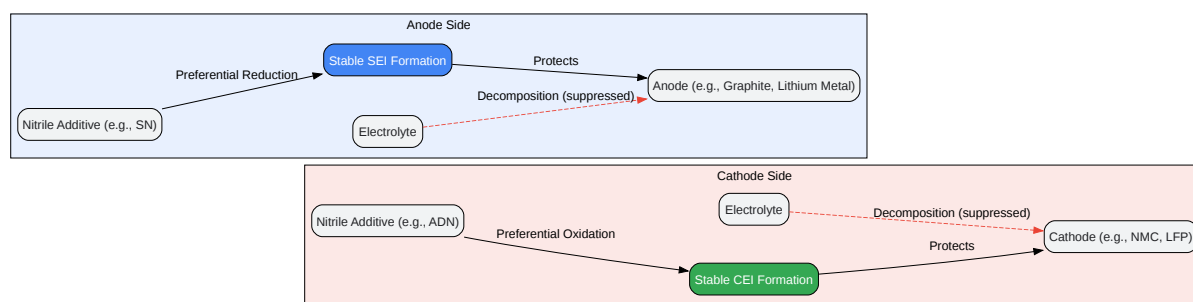 Anode Side
Stable SEI Formation
Preferential Reduction
Protects
Anode (e.g., Graphite, Lithium Metal)
Decomposition (suppressed)
Nitrile Additive (e.g., SN)
Electrolyte
Cathode Side
Nitrile Additive (e.g., ADN)
Electrolyte
Decomposition (suppressed)
Preferential Oxidation
Cathode (e.g., NMC, LFP)
Protects
Stable CEI Formation